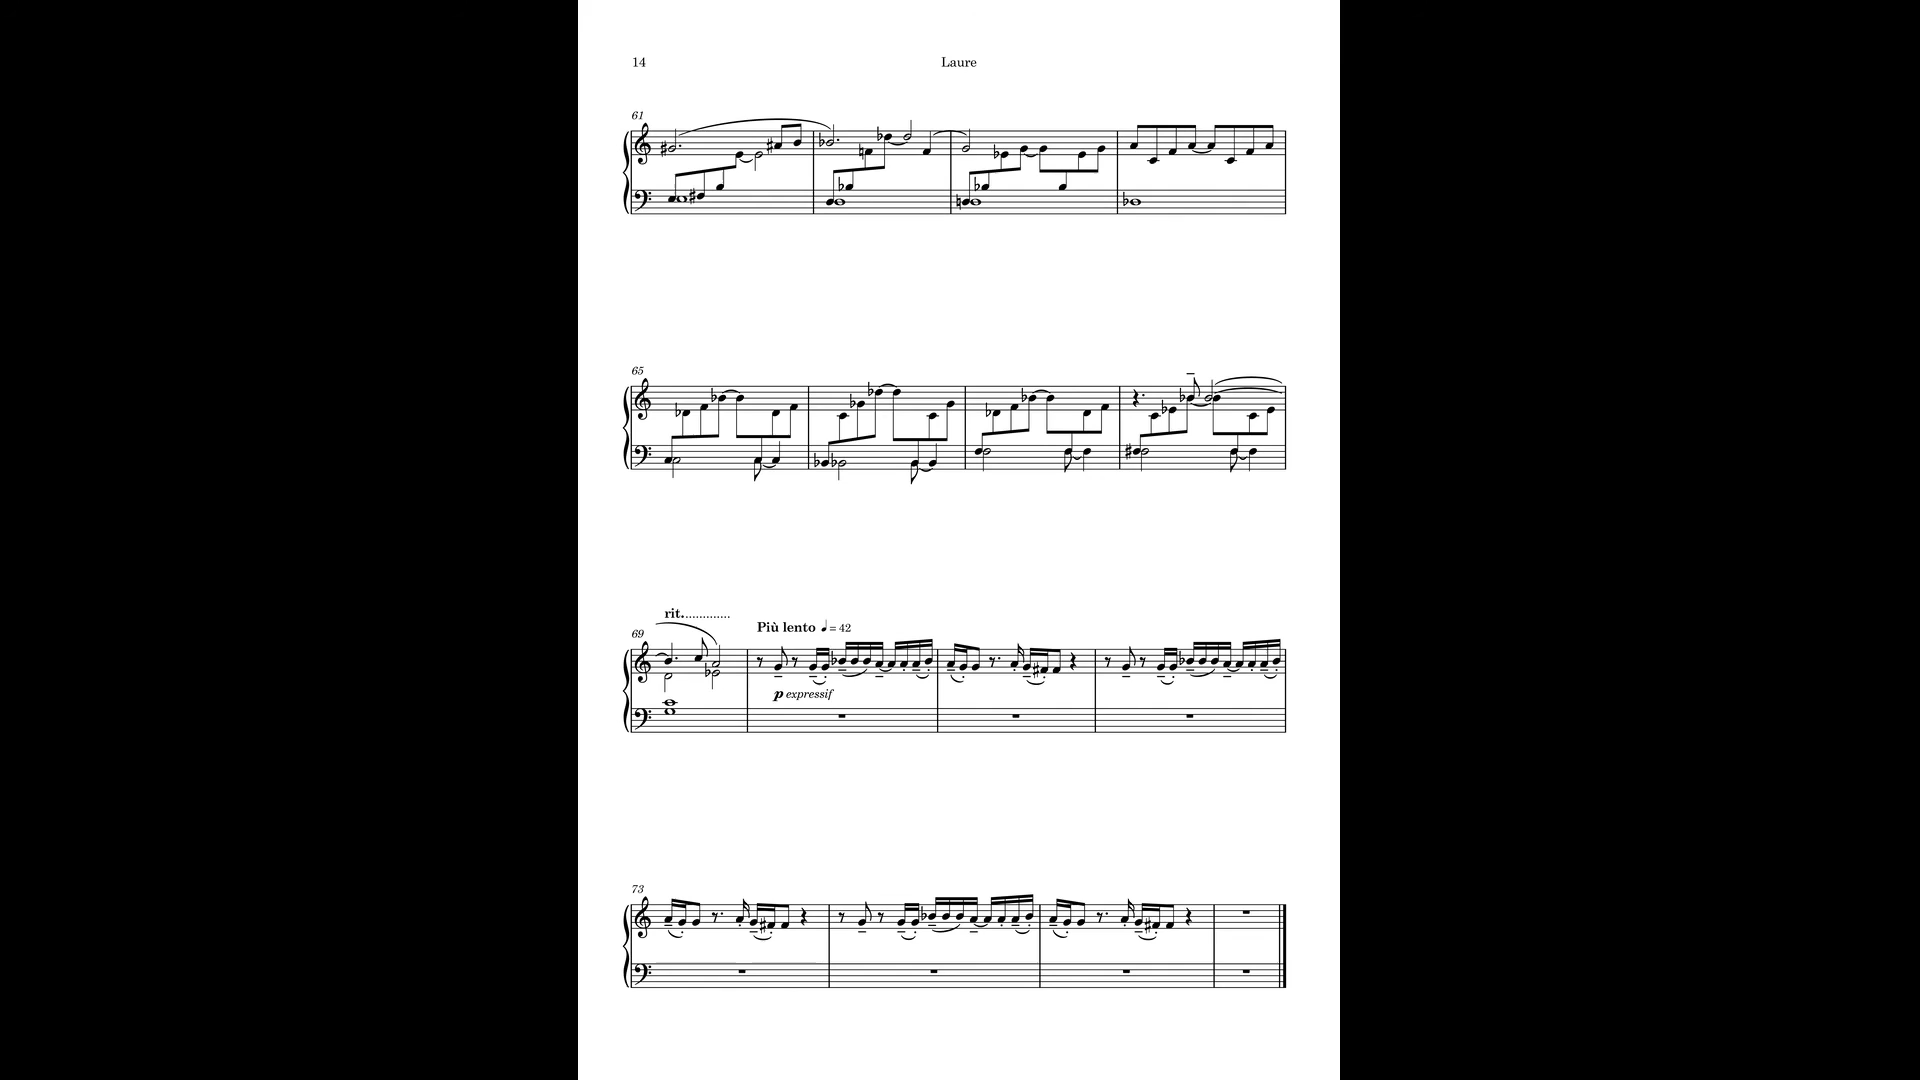 14
Laure
61
65
rit..............
69
Più lento ♩ = 42
p expressif
73